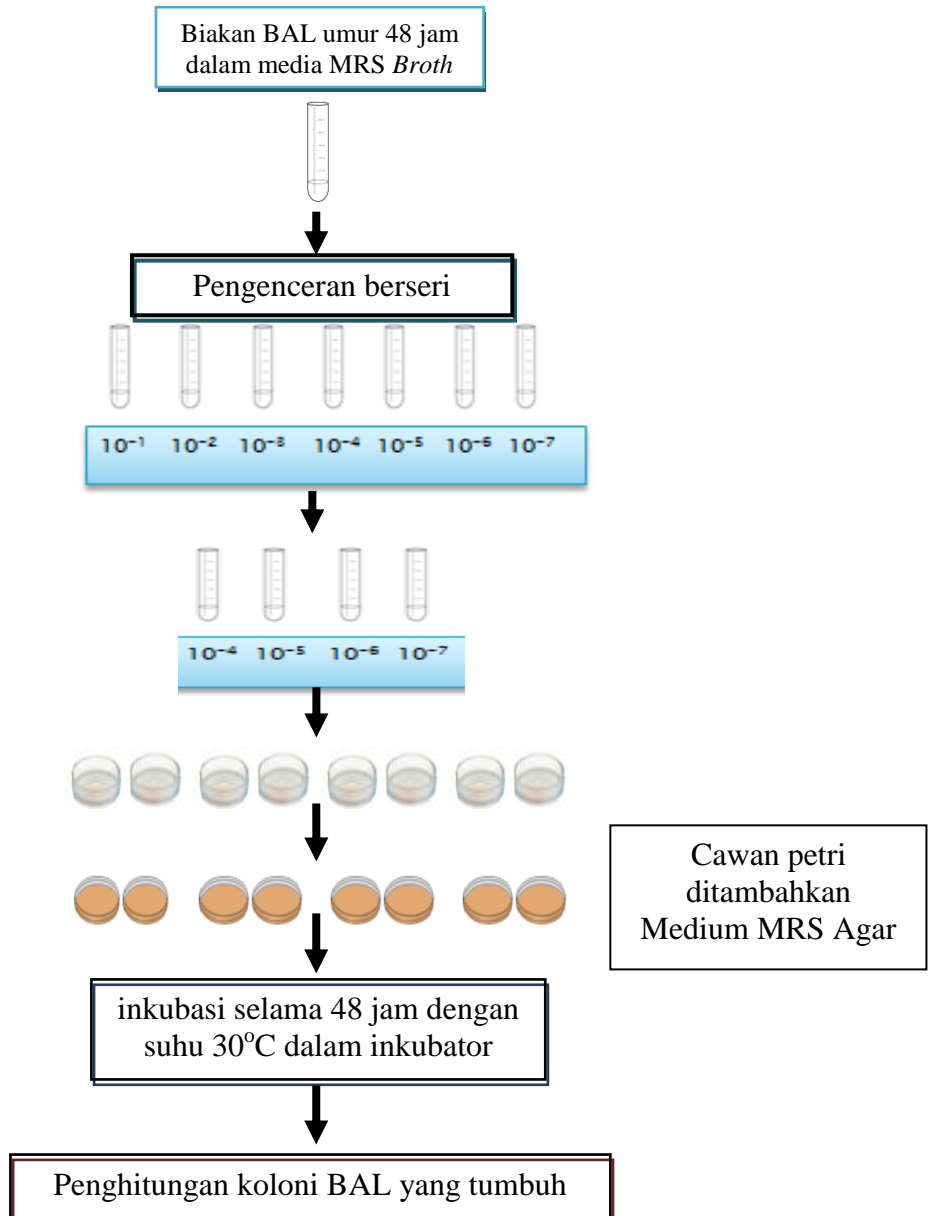 Biakan BAL umur 48 jam
dalam media MRS Broth
Pengenceran berseri
10⁻¹ 10⁻² 10⁻³ 10⁻⁴ 10⁻⁵ 10⁻⁶ 10⁻⁷
10⁻⁴ 10⁻⁵ 10⁻⁶ 10⁻⁷
Cawan petri
ditambahkan
Medium MRS Agar
inkubasi selama 48 jam dengan
suhu 30°C dalam inkubator
Penghitungan koloni BAL yang tumbuh